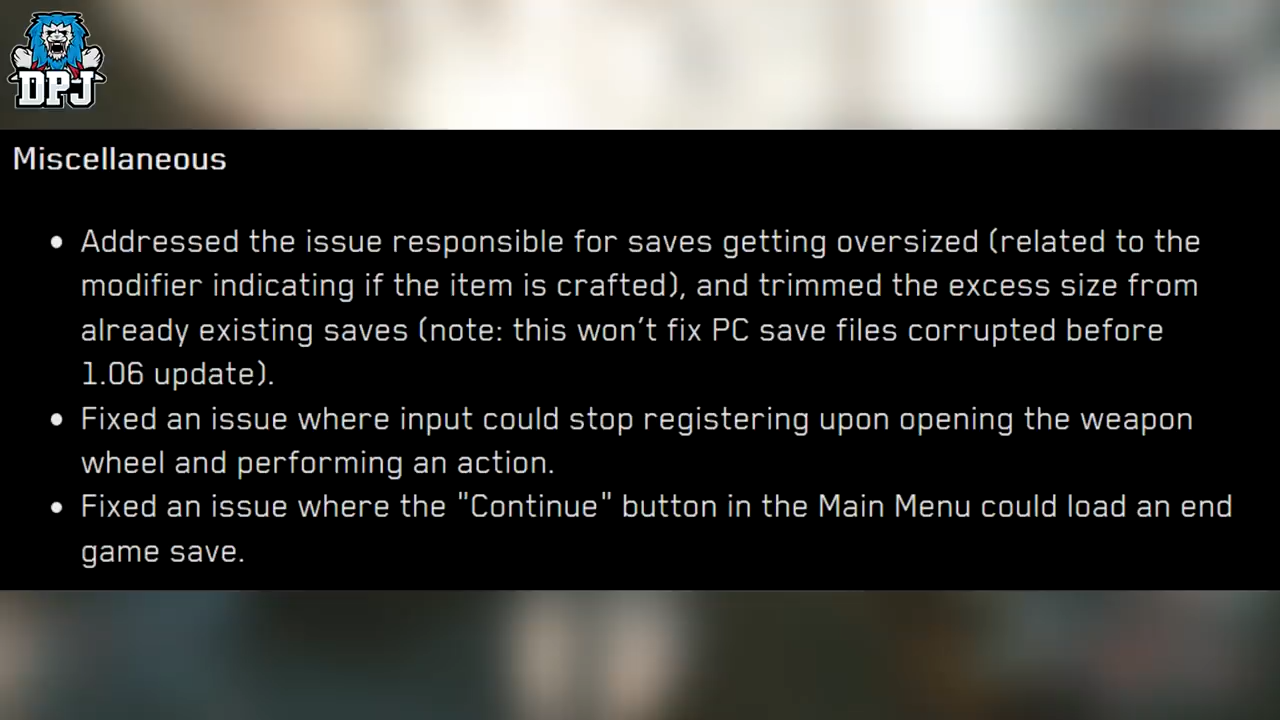 DPJ
Miscellaneous
• Addressed the issue responsible for saves getting oversized (related to the
modifier indicating if the item is crafted), and trimmed the excess size from
already existing saves (note: this won’t fix PC save files corrupted before
1.06 update).
• Fixed an issue where input could stop registering upon opening the weapon
wheel and performing an action.
• Fixed an issue where the "Continue" button in the Main Menu could load an end
game save.